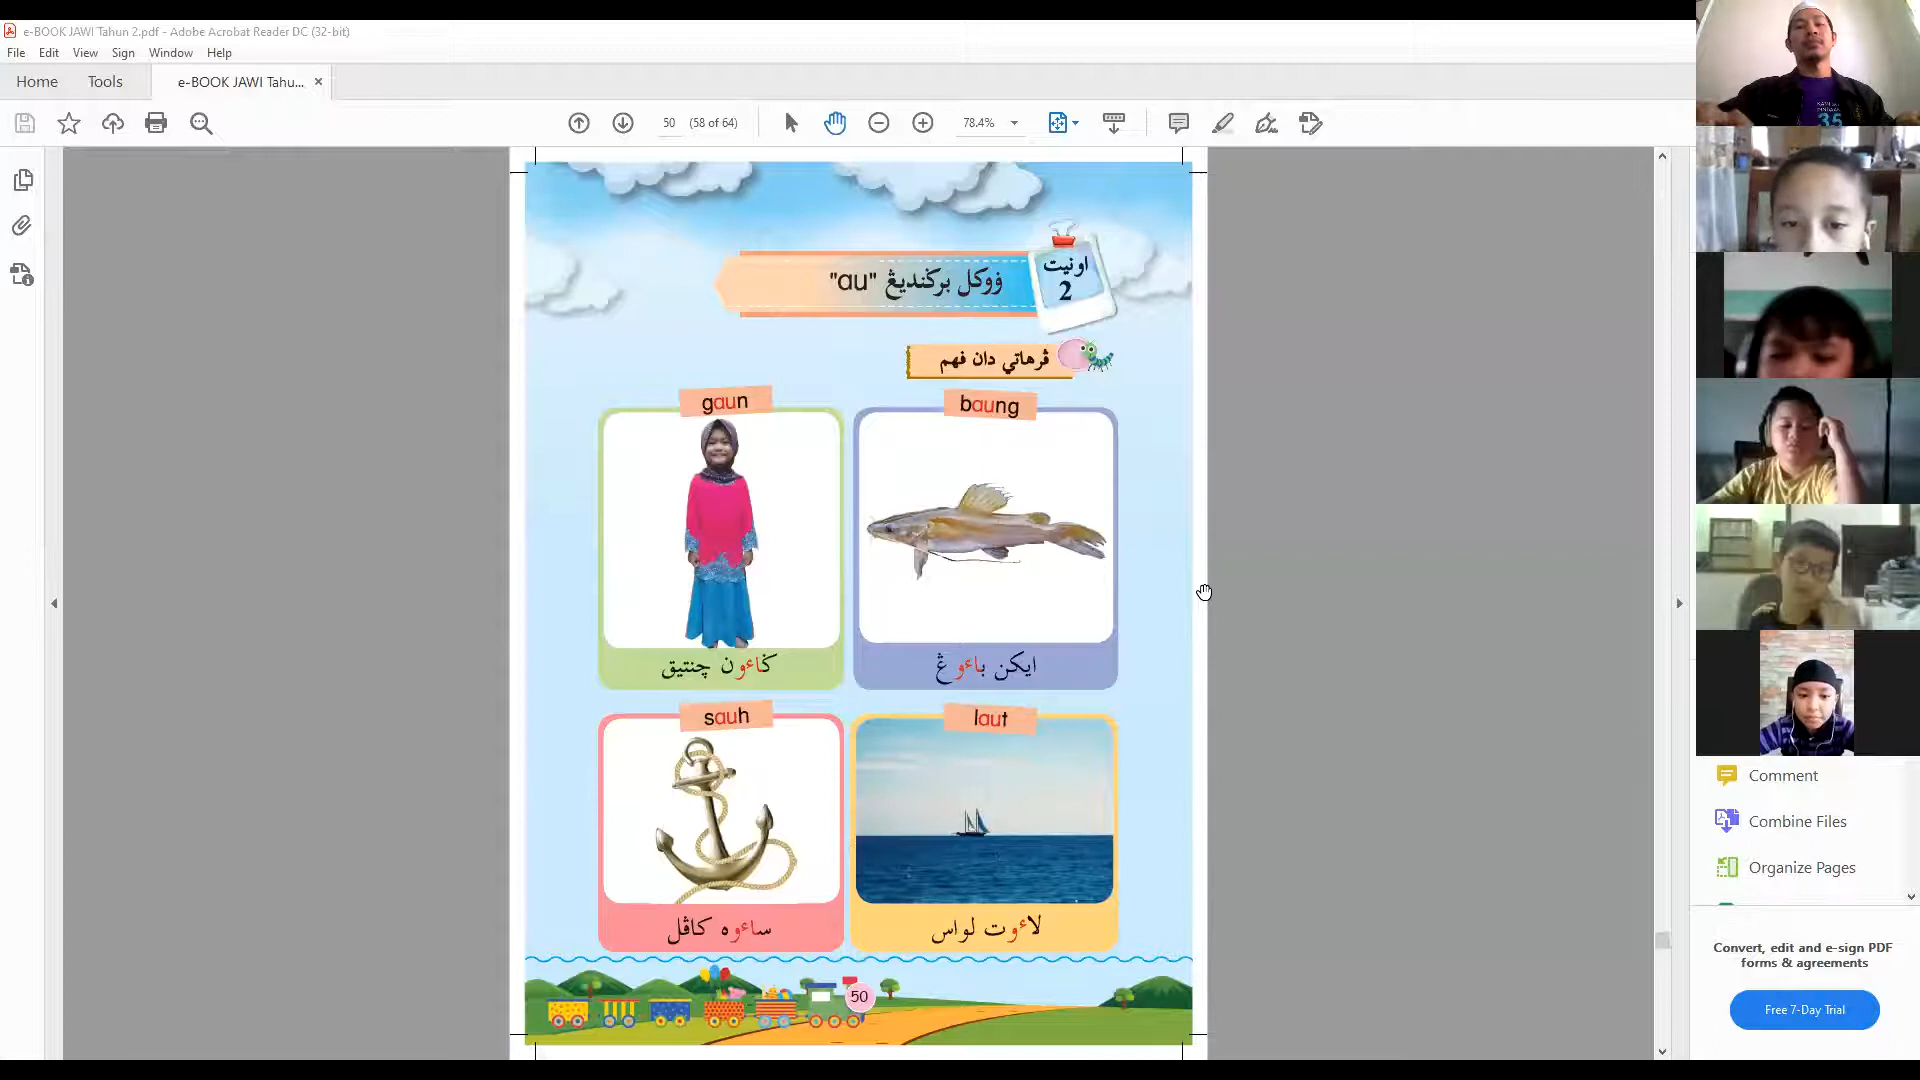 e-BOOK JAWI Tahun 2.pdf - Adobe Acrobat Reader DC (32-bit)
File Edit View Sign Window Help
Home Tools e-BOOK JAWI Tahu... ×
50 (58 of 64) 78.4%
اونيت
2
ۏوکل برݢنديڠ "au"
ڤرهاتي دان فهم
baung
ايکن باءوڠ
gaun
ݢاءون چنتيق
laut
لاءوت لواس
sauh
ساءوه کاڤل
50
35
Comment
Combine Files
Organize Pages
Convert, edit and e-sign PDF
forms & agreements
Free 7-Day Trial